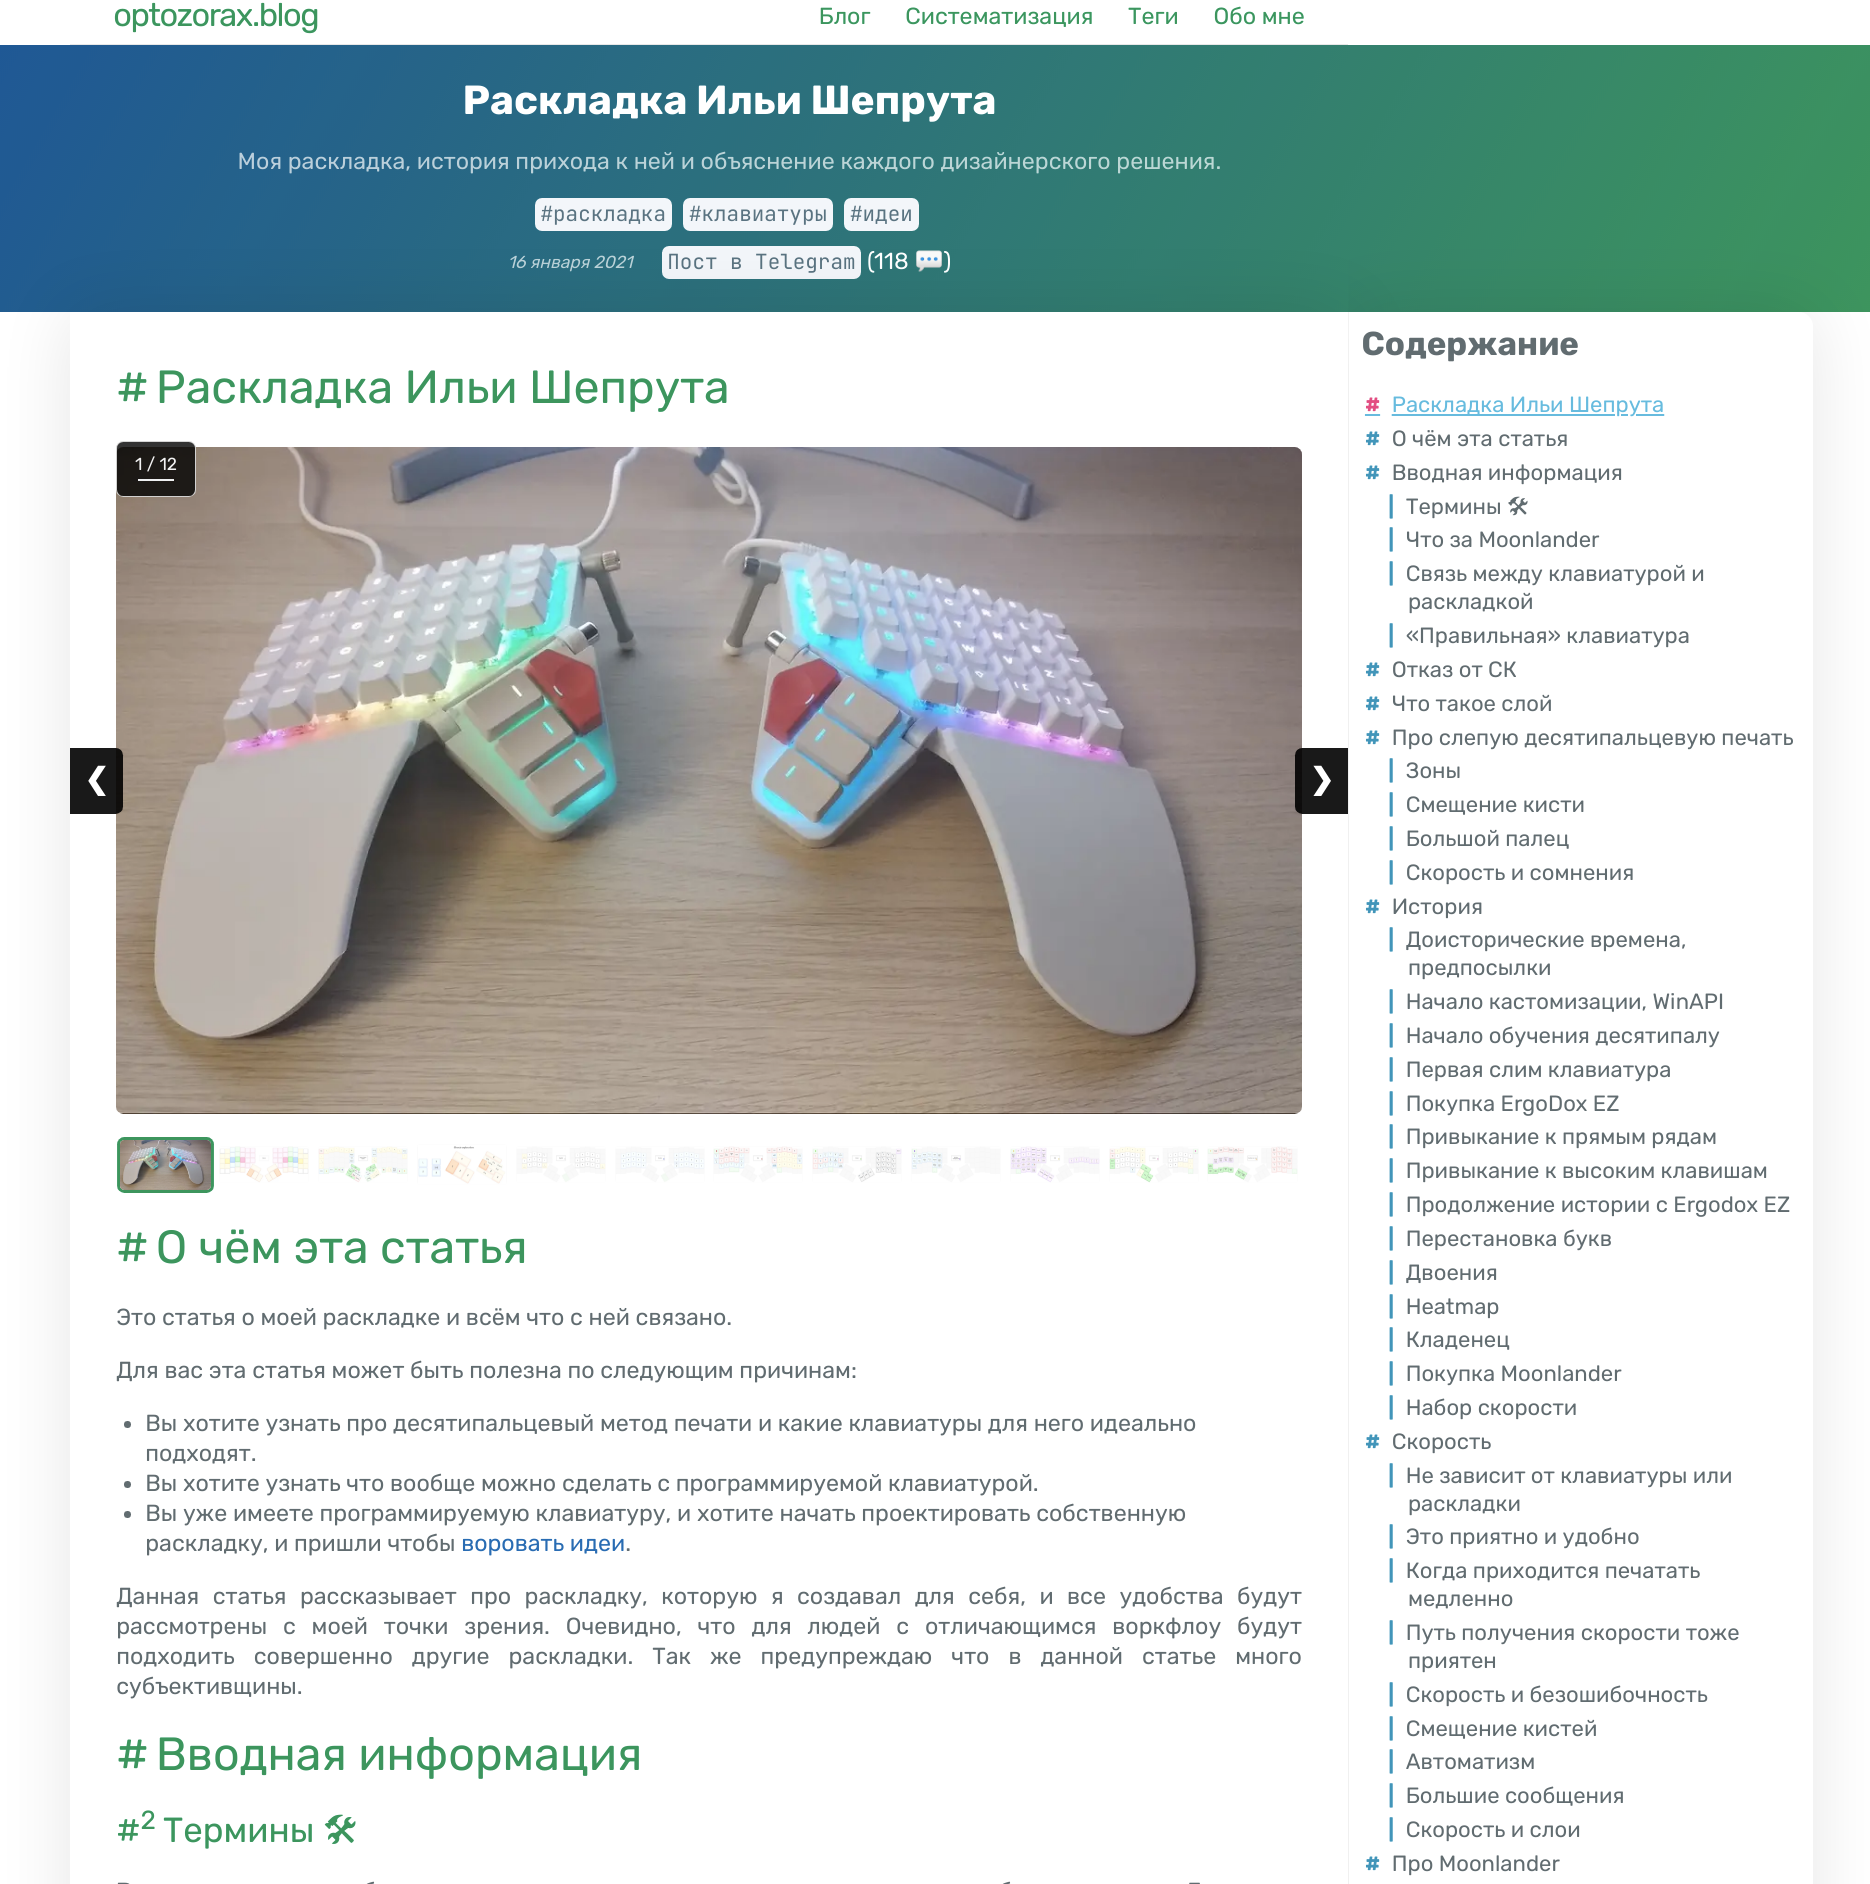 optozorax.blog
Блог Систематизация Теги Обо мне
Раскладка Ильи Шепрута
Моя раскладка, история прихода к ней и объяснение каждого дизайнерского решения.
#раскладка #клавиатуры #идеи
16 января 2021 Пост в Telegram (118 💬)
# Раскладка Ильи Шепрута
1 / 12
❮
❯
# О чём эта статья
Это статья о моей раскладке и всём что с ней связано.
Для вас эта статья может быть полезна по следующим причинам:
• Вы хотите узнать про десятипальцевый метод печати и какие клавиатуры для него идеально
подходят.
• Вы хотите узнать что вообще можно сделать с программируемой клавиатурой.
• Вы уже имеете программируемую клавиатуру, и хотите начать проектировать собственную
раскладку, и пришли чтобы воровать идеи.
Данная статья рассказывает про раскладку, которую я создавал для себя, и все удобства будут
рассмотрены с моей точки зрения. Очевидно, что для людей с отличающимся воркфлоу будут
подходить совершенно другие раскладки. Так же предупреждаю что в данной статье много
субъективщины.
# Вводная информация
#² Термины 🛠
Содержание
# Раскладка Ильи Шепрута
# О чём эта статья
# Вводная информация
Термины 🛠
Что за Moonlander
Связь между клавиатурой и
раскладкой
«Правильная» клавиатура
# Отказ от СК
# Что такое слой
# Про слепую десятипальцевую печать
Зоны
Смещение кисти
Большой палец
Скорость и сомнения
# История
Доисторические времена,
предпосылки
Начало кастомизации, WinAPI
Начало обучения десятипалу
Первая слим клавиатура
Покупка ErgoDox EZ
Привыкание к прямым рядам
Привыкание к высоким клавишам
Продолжение истории с Ergodox EZ
Перестановка букв
Двоения
Heatmap
Кладенец
Покупка Moonlander
Набор скорости
# Скорость
Не зависит от клавиатуры или
раскладки
Это приятно и удобно
Когда приходится печатать
медленно
Путь получения скорости тоже
приятен
Скорость и безошибочность
Смещение кистей
Автоматизм
Большие сообщения
Скорость и слои
# Про Moonlander